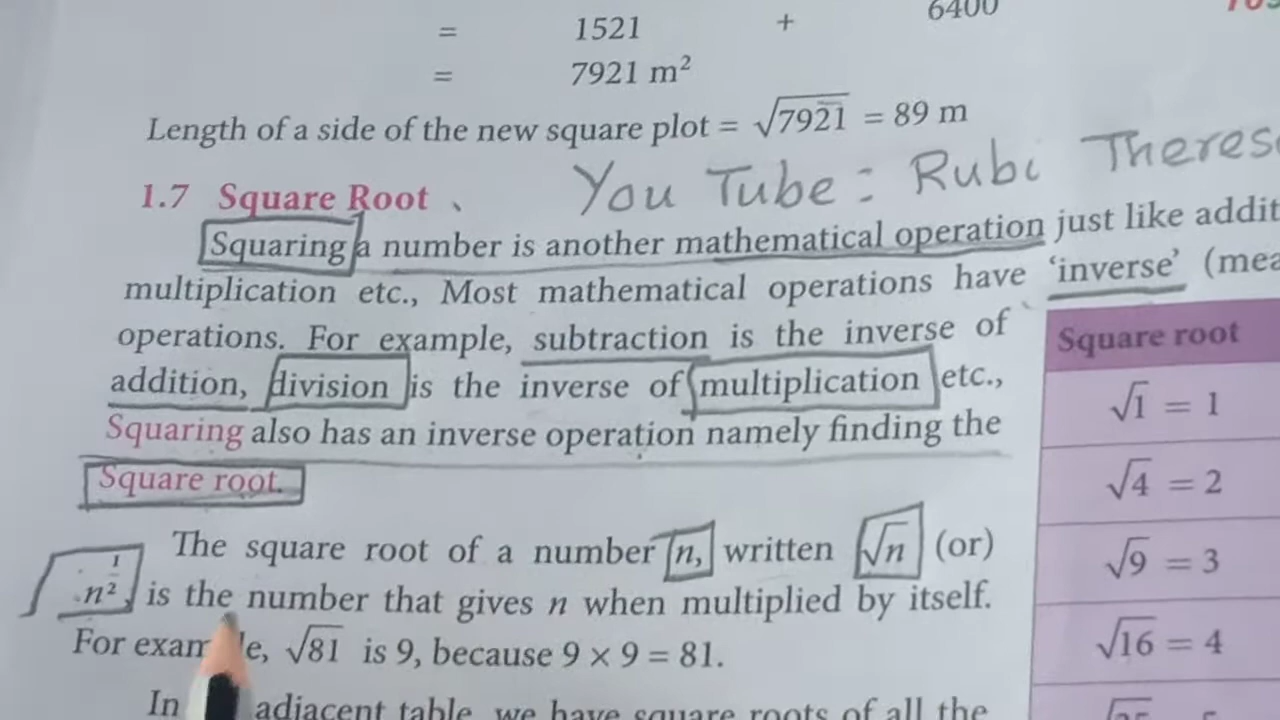 = 1521 + 6400
= 7921 m²
Length of a side of the new square plot = √7921 = 89 m
You Tube : Rubi Theres
1.7 Square Root
Squaring a number is another mathematical operation just like addit
multiplication etc., Most mathematical operations have ‘inverse’ (mea
operations. For example, subtraction is the inverse of
addition, division is the inverse of multiplication etc.,
Squaring also has an inverse operation namely finding the
Square root.
The square root of a number n, written √n (or)
n^{1/2} is the number that gives n when multiplied by itself.
For exam e, √81 is 9, because 9 × 9 = 81.
In adjacent table, we have square roots of all the
Square root
√1 = 1
√4 = 2
√9 = 3
√16 = 4